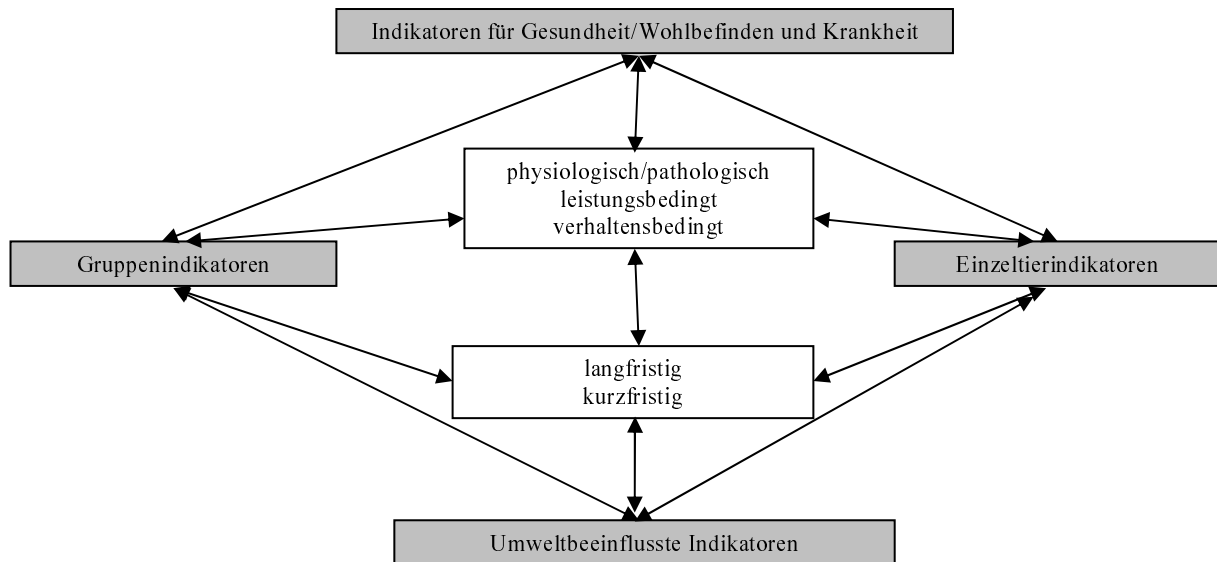 Indikatoren für Gesundheit/Wohlbefinden und Krankheit
physiologisch/pathologisch
leistungsbedingt
verhaltensbedingt
Gruppenindikatoren
Einzeltierindikatoren
langfristig
kurzfristig
Umweltbeeinflusste Indikatoren